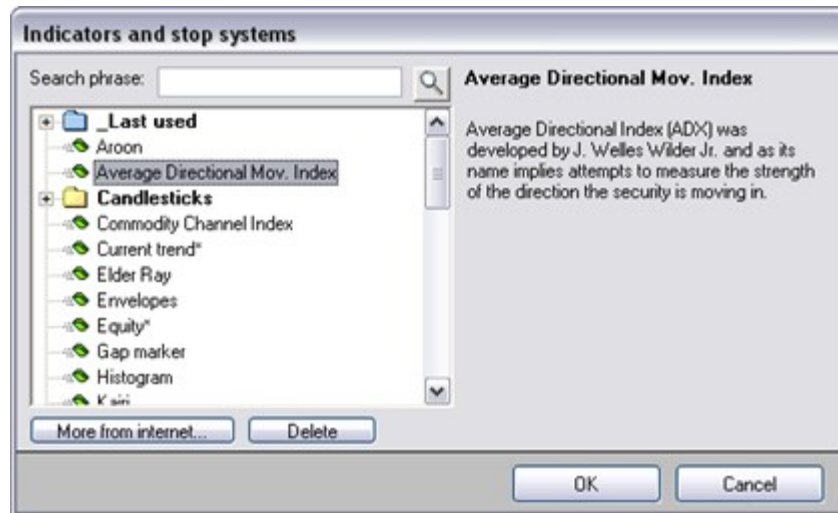 Indicators and stop systems
Search phrase:
_Last used
Aroon
Average Directional Mov. Index
Candlesticks
Commodity Channel Index
Current trend*
Elder Ray
Envelopes
Equity*
Gap marker
Histogram
Kairi
More from internet...
Delete
Average Directional Mov. Index
Average Directional Index (ADX) was
developed by J. Welles Wilder Jr. and as its
name implies attempts to measure the strength
of the direction the security is moving in.
OK
Cancel